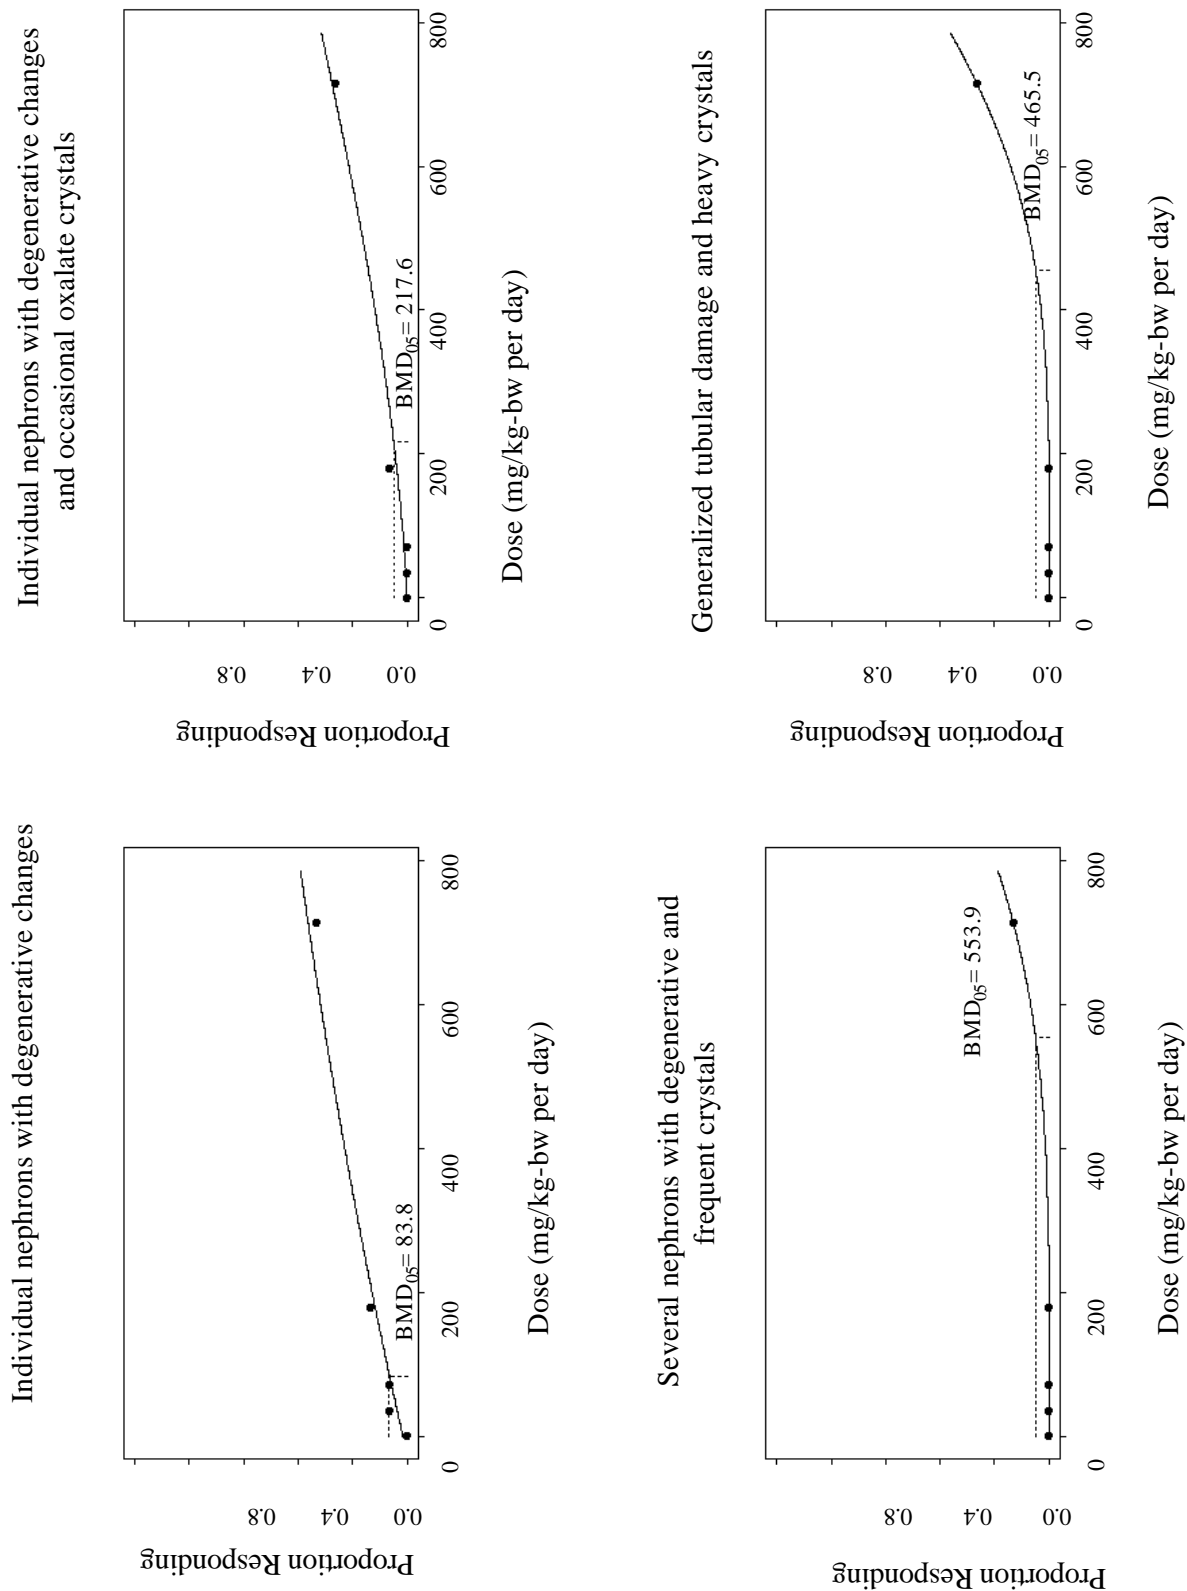 Individual nephrons with degenerative changes
Proportion Responding
0.8
0.4
0.0
BMD05= 83.8
0 200 400 600 800
Dose (mg/kg-bw per day)
Individual nephrons with degenerative changes
and occasional oxalate crystals
Proportion Responding
0.8
0.4
0.0
BMD05= 217.6
0 200 400 600 800
Dose (mg/kg-bw per day)
Several nephrons with degenerative and
frequent crystals
Proportion Responding
0.8
0.4
0.0
BMD05= 553.9
0 200 400 600 800
Dose (mg/kg-bw per day)
Generalized tubular damage and heavy crystals
Proportion Responding
0.8
0.4
0.0
BMD05= 465.5
0 200 400 600 800
Dose (mg/kg-bw per day)